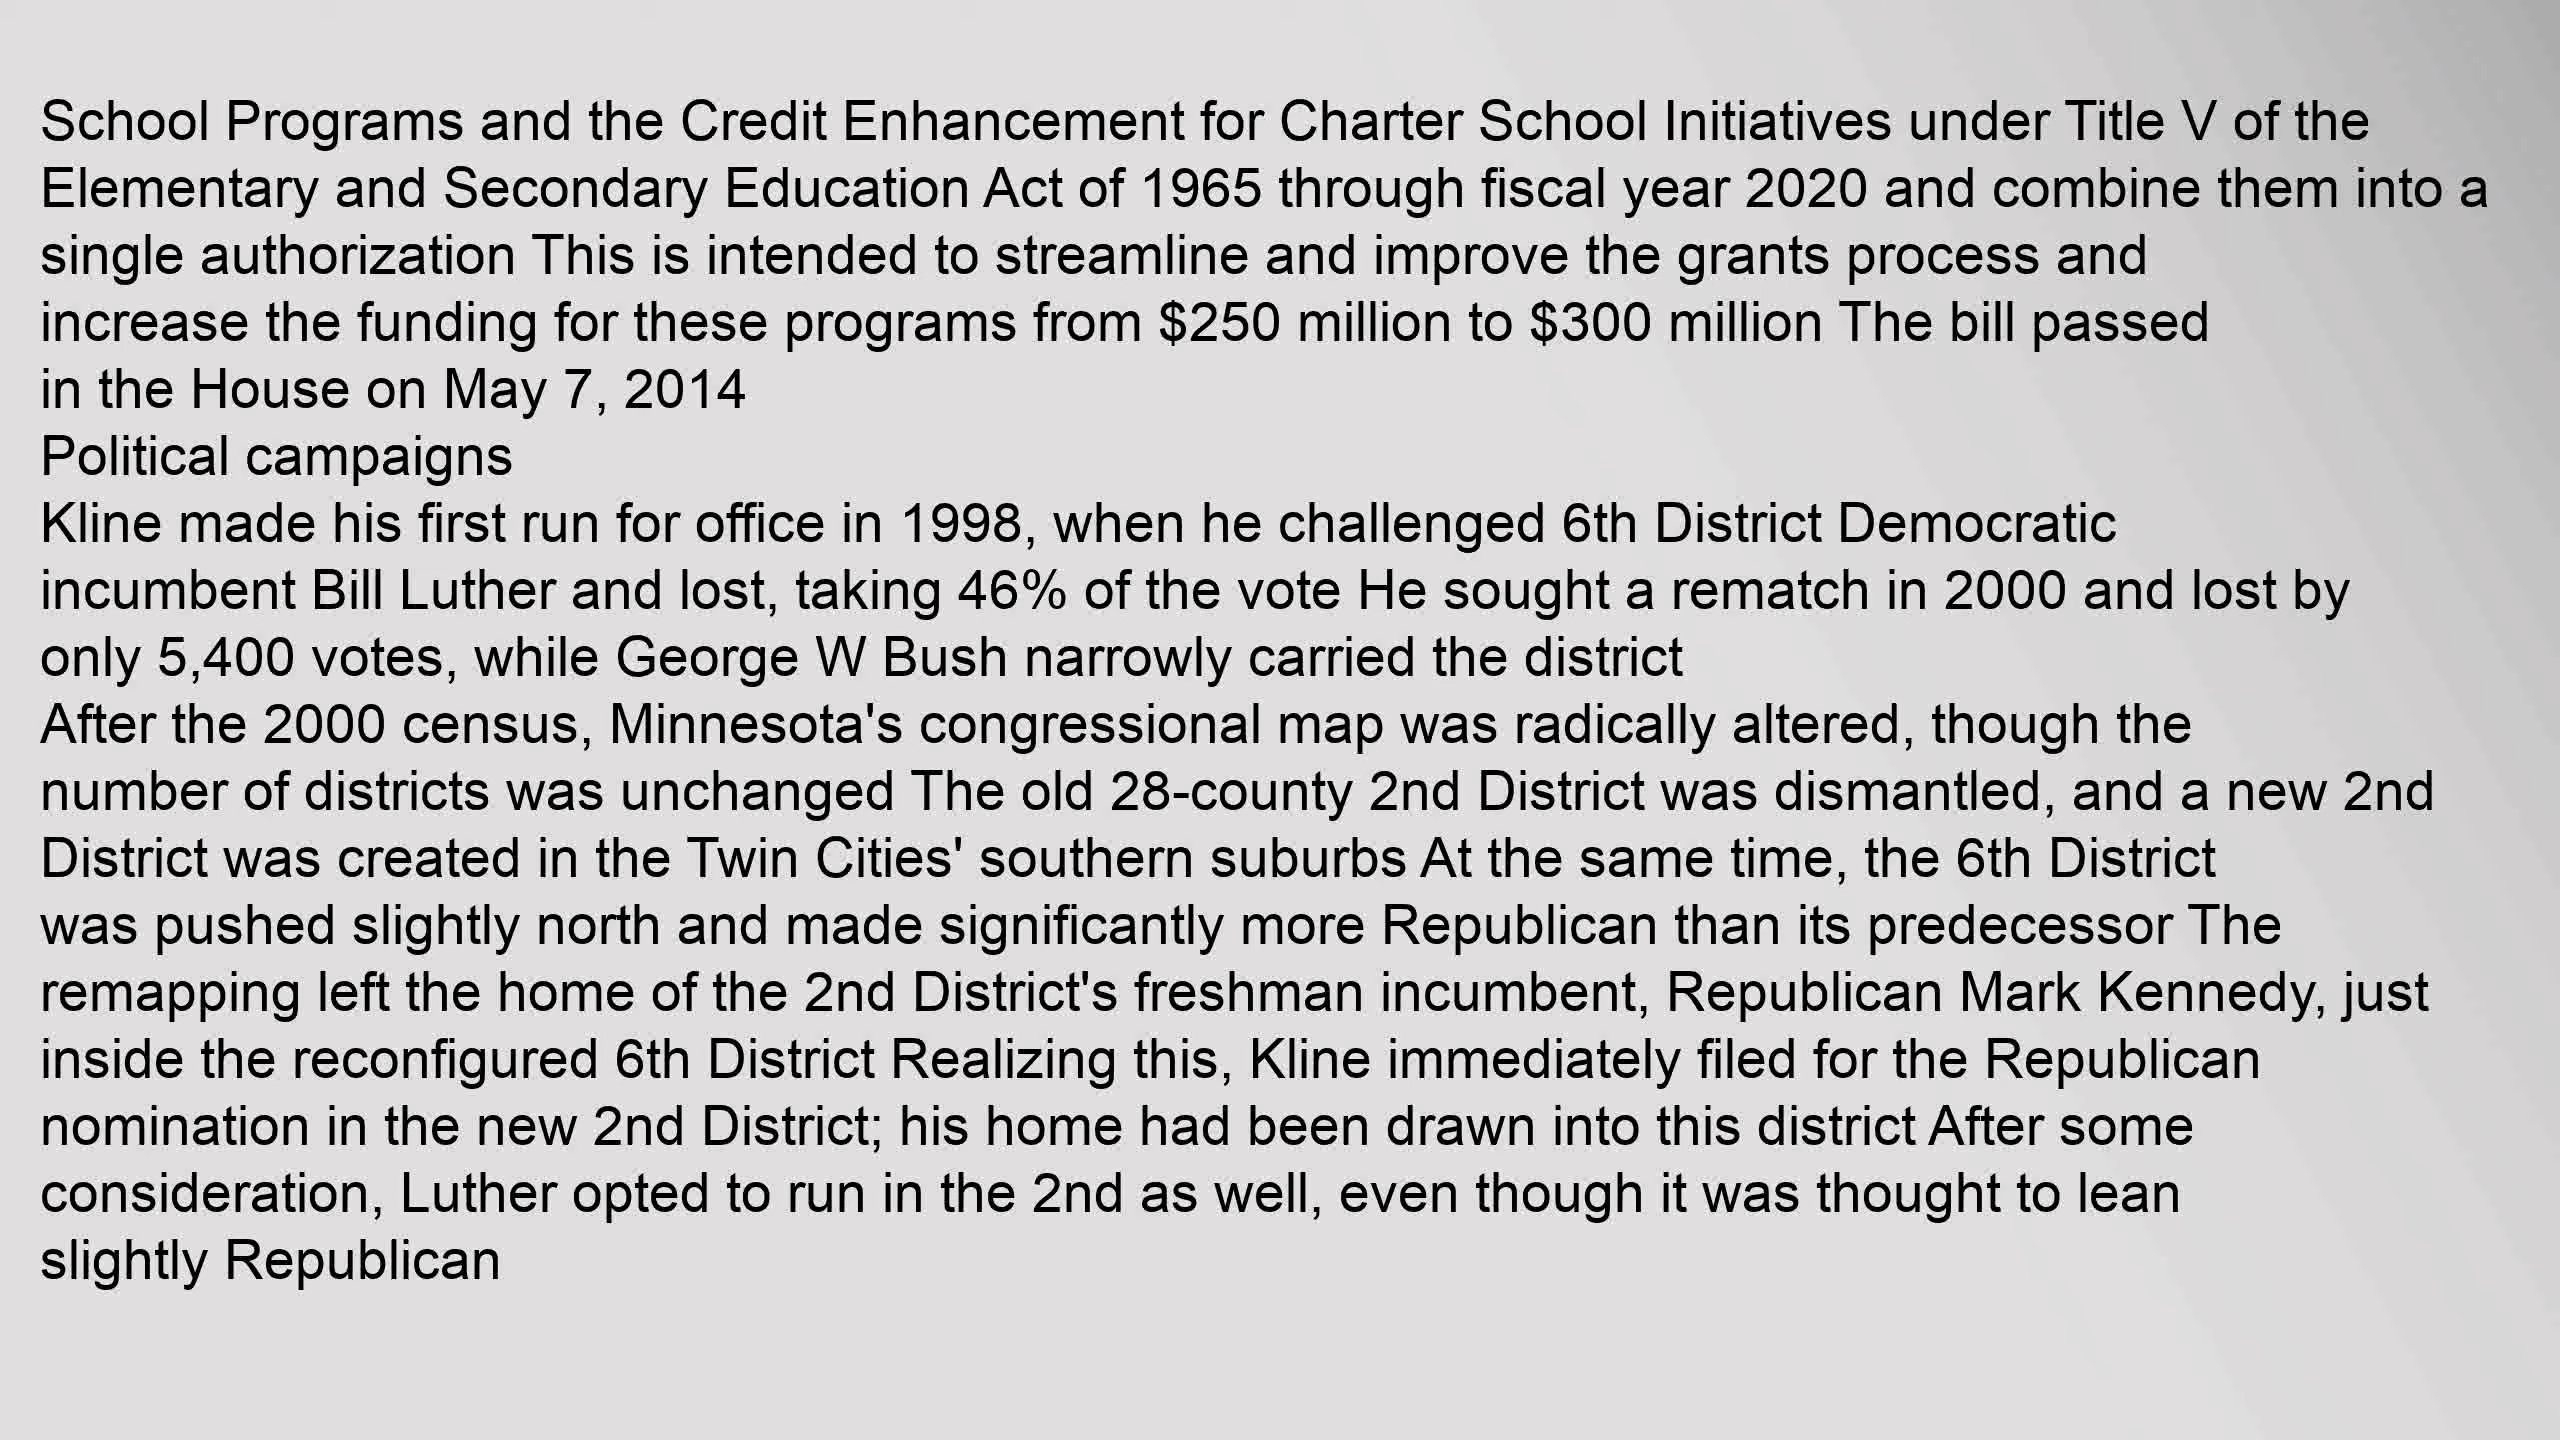 School Programs and the Credit Enhancement for Charter School Initiatives under Title V of the
Elementary and Secondary Education Act of 1965 through fiscal year 2020 and combine them into a
single authorization This is intended to streamline and improve the grants process and
increase the funding for these programs from $250 million to $300 million The bill passed
in the House on May 7, 2014
Political campaigns
Kline made his first run for office in 1998, when he challenged 6th District Democratic
incumbent Bill Luther and lost, taking 46% of the vote He sought a rematch in 2000 and lost by
only 5,400 votes, while George W Bush narrowly carried the district
After the 2000 census, Minnesota's congressional map was radically altered, though the
number of districts was unchanged The old 28-county 2nd District was dismantled, and a new 2nd
District was created in the Twin Cities' southern suburbs At the same time, the 6th District
was pushed slightly north and made significantly more Republican than its predecessor The
remapping left the home of the 2nd District's freshman incumbent, Republican Mark Kennedy, just
inside the reconfigured 6th District Realizing this, Kline immediately filed for the Republican
nomination in the new 2nd District; his home had been drawn into this district After some
consideration, Luther opted to run in the 2nd as well, even though it was thought to lean
slightly Republican